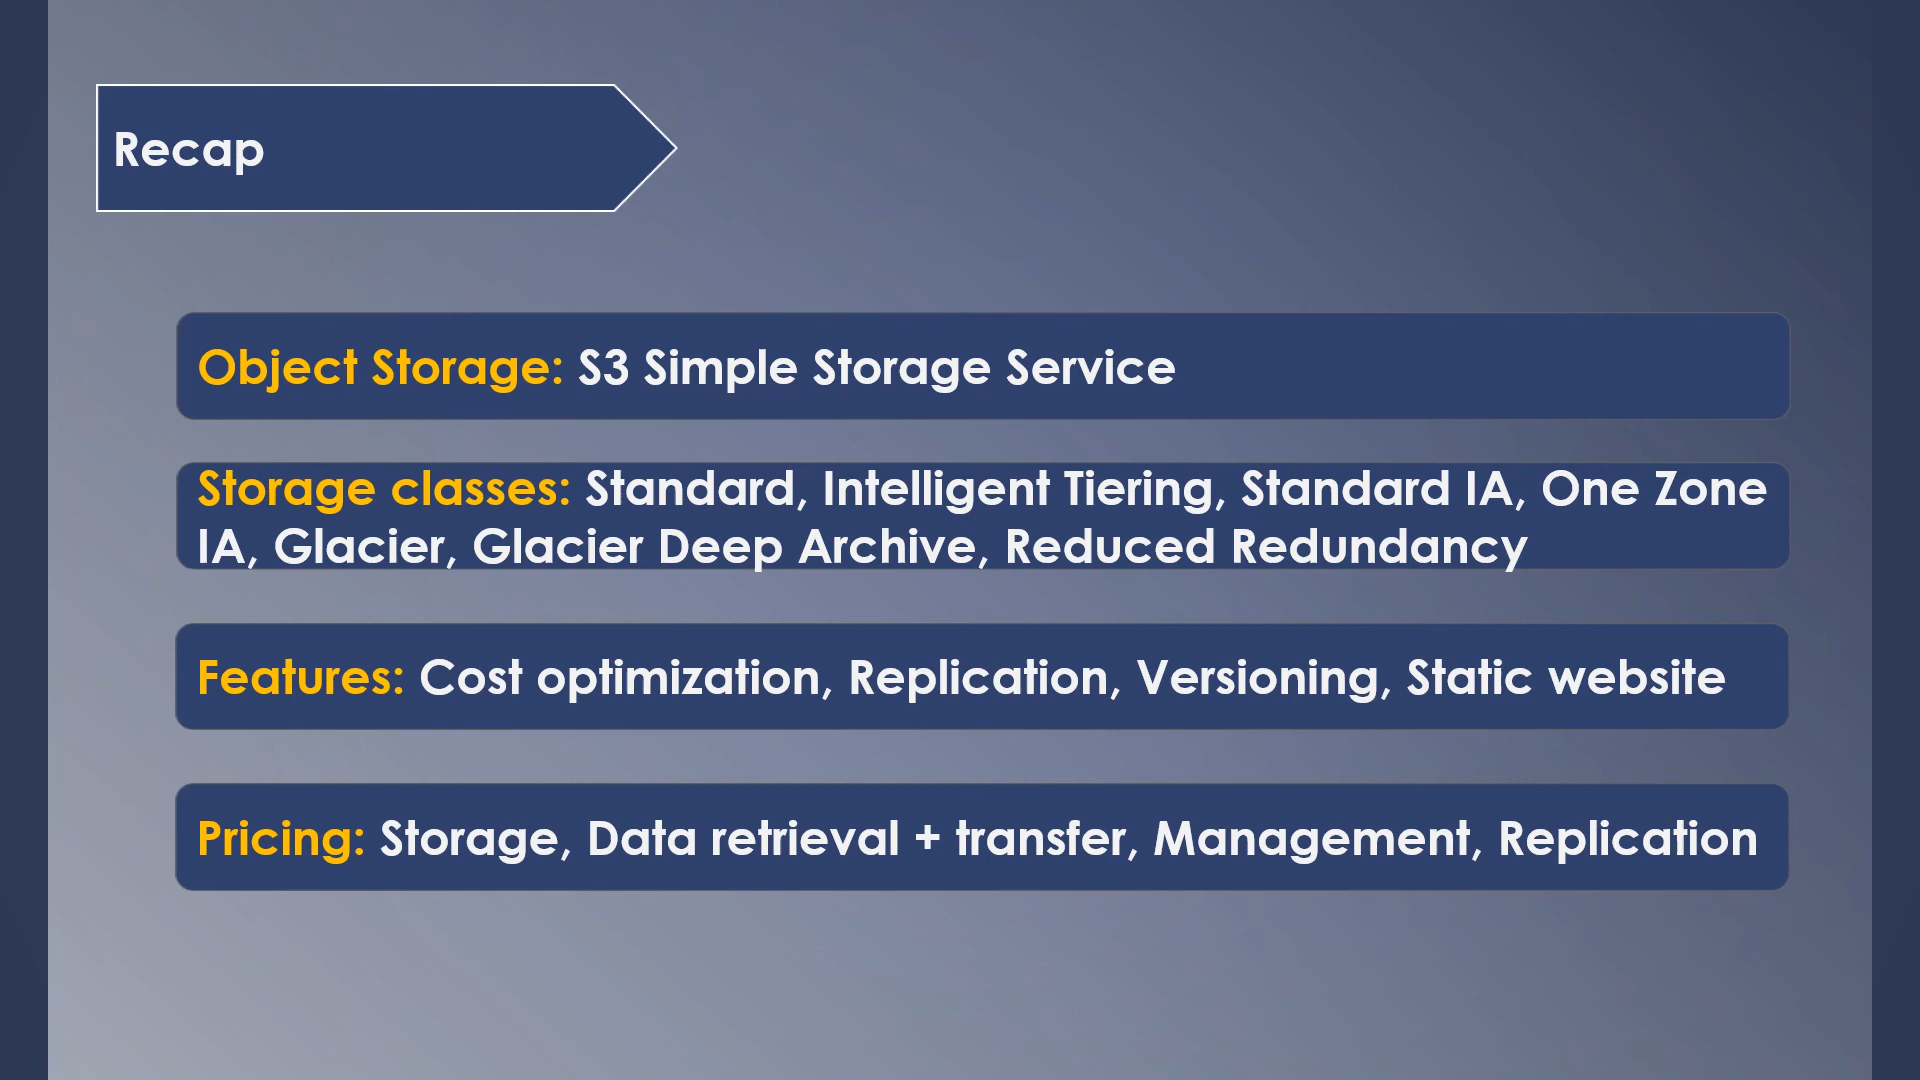 Recap
Object Storage: S3 Simple Storage Service
Storage classes: Standard, Intelligent Tiering, Standard IA, One Zone
IA, Glacier, Glacier Deep Archive, Reduced Redundancy
Features: Cost optimization, Replication, Versioning, Static website
Pricing: Storage, Data retrieval + transfer, Management, Replication